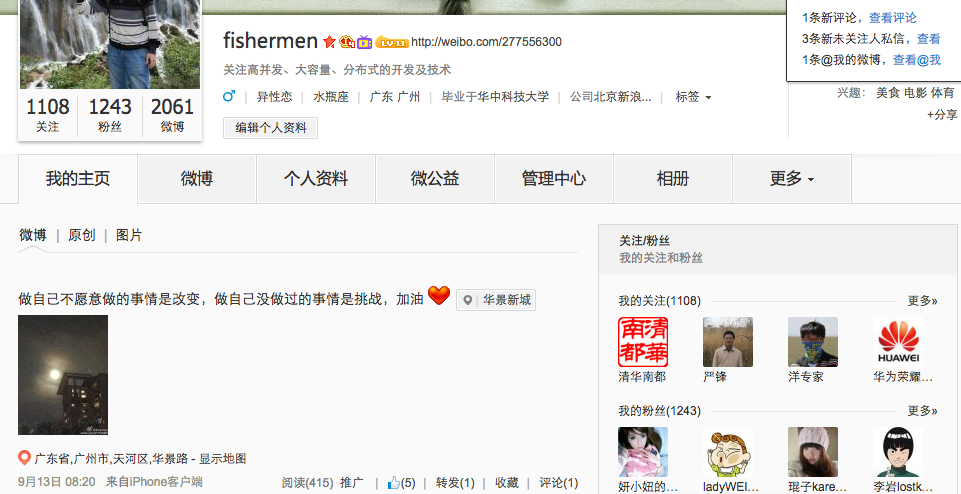 1条新评论，查看评论
3条新未关注人私信，查看
1条@我的微博，查看@我
fishermen LV 11 http://weibo.com/277556300
关注高并发、大容量、分布式的开发及技术
1108 1243 2061
关注 粉丝 微博
♂ | 异性恋 | 水瓶座 | 广东 广州 | 毕业于华中科技大学 | 公司北京新浪... | 标签
编辑个人资料
兴趣： 美食 电影 体育
+分享
我的主页 微博 个人资料 微公益 管理中心 相册 更多
微博 | 原创 | 图片
做自己不愿意做的事情是改变，做自己没做过的事情是挑战，加油 华景新城
广东省,广州市,天河区,华景路 - 显示地图
9月13日 08:20 来自iPhone客户端
阅读(415) 推广 | (5) | 转发(1) | 收藏 | 评论(1)
关注/粉丝
我的关注和粉丝
我的关注(1108) 更多»
南清
都華
HUAWEI
清华南都 严锋 洋专家 华为荣耀...
我的粉丝(1243) 更多»
妍小妞的... ladyWEI... 琨子kare... 李岩lostk...